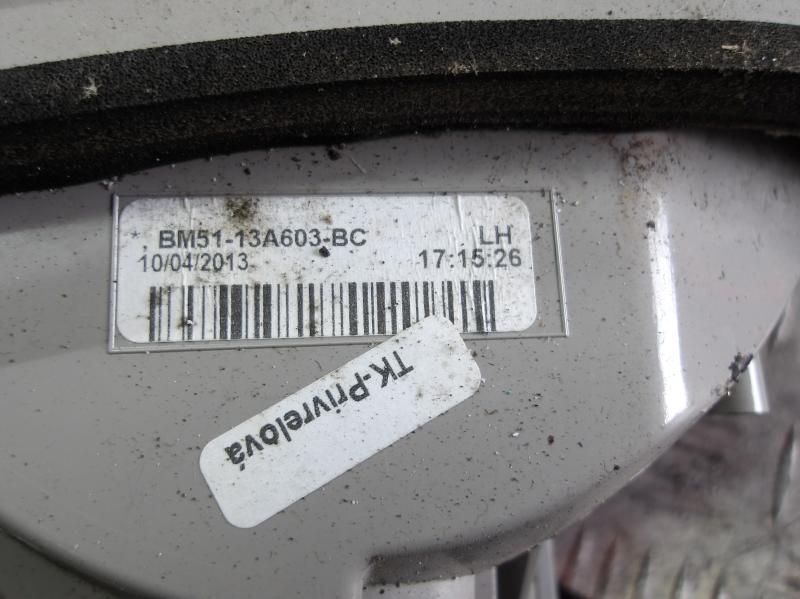 BM51-13A603-BC LH
10/04/2013 17:15:26
TK-Privrelová